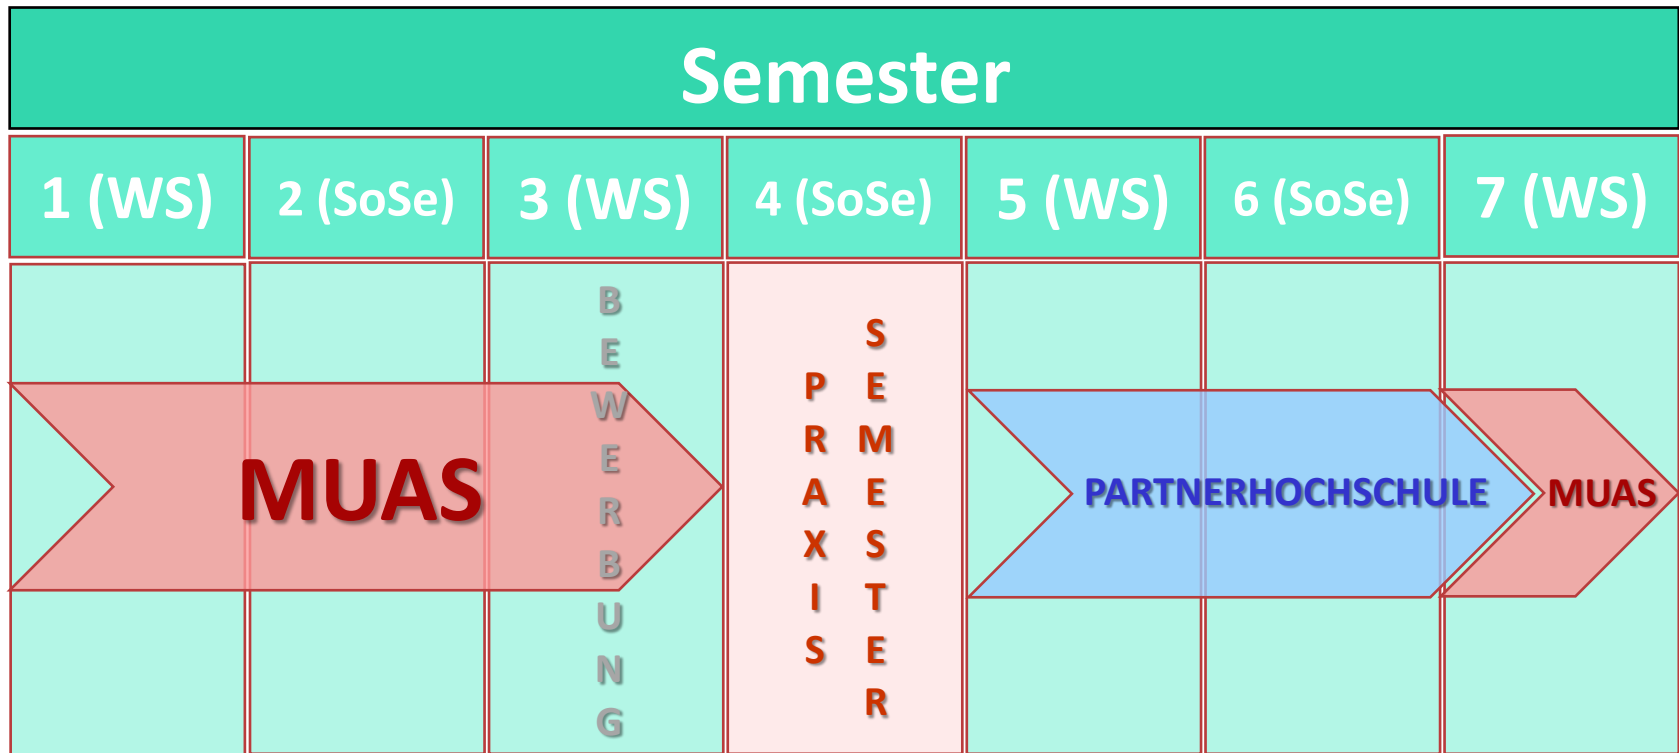 Semester
1 (WS)
2 (SoSe)
3 (WS)
4 (SoSe)
5 (WS)
6 (SoSe)
7 (WS)
MUAS
BEWERBUNG
PRAXIS
SEMESTER
PARTNERHOCHSCHULE
MUAS